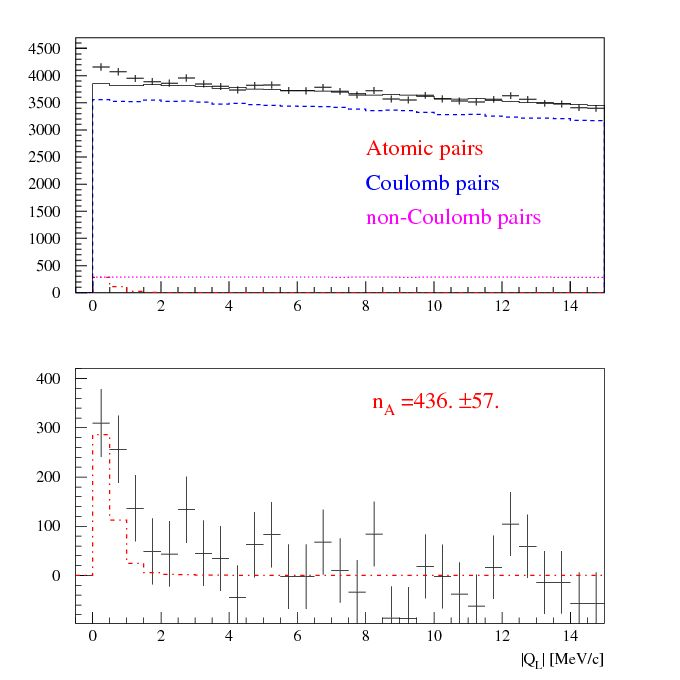 4500
4000
3500
3000
2500
2000
1500
1000
500
0
Atomic pairs
Coulomb pairs
non-Coulomb pairs
0 2 4 6 8 10 12 14
400
300
200
100
0
n_A =436. ±57.
0 2 4 6 8 10 12 14
|Q_L| [MeV/c]